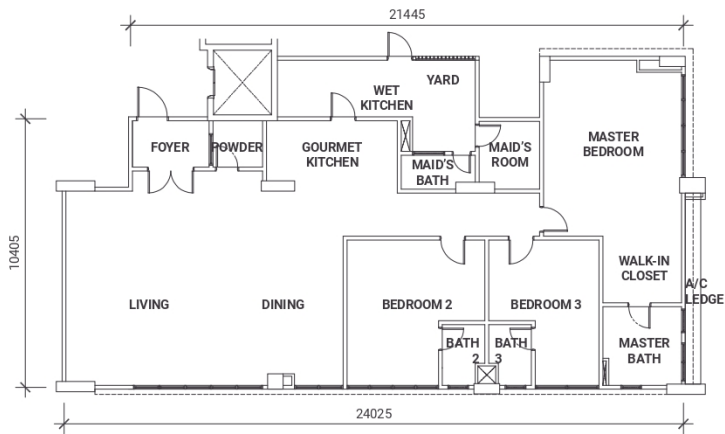 21445
YARD
WET
KITCHEN
FOYER
POWDER
GOURMET
KITCHEN
MAID'S
BATH
MAID'S
ROOM
MASTER
BEDROOM
10405
LIVING
DINING
BEDROOM 2
BEDROOM 3
WALK-IN
CLOSET
A/C
LEDGE
BATH
2
BATH
3
MASTER
BATH
24025